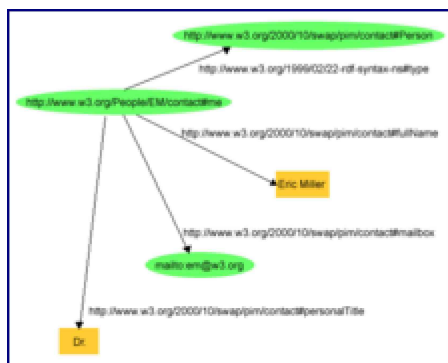 http://www.w3.org/2000/10/swap/pim/contact#Person
http://www.w3.org/1999/02/22-rdf-syntax-ns#type
http://www.w3.org/People/EM/contact#me
http://www.w3.org/2000/10/swap/pim/contact#fullName
Eric Miller
http://www.w3.org/2000/10/swap/pim/contact#mailbox
mailto:em@w3.org
http://www.w3.org/2000/10/swap/pim/contact#personalTitle
Dr.